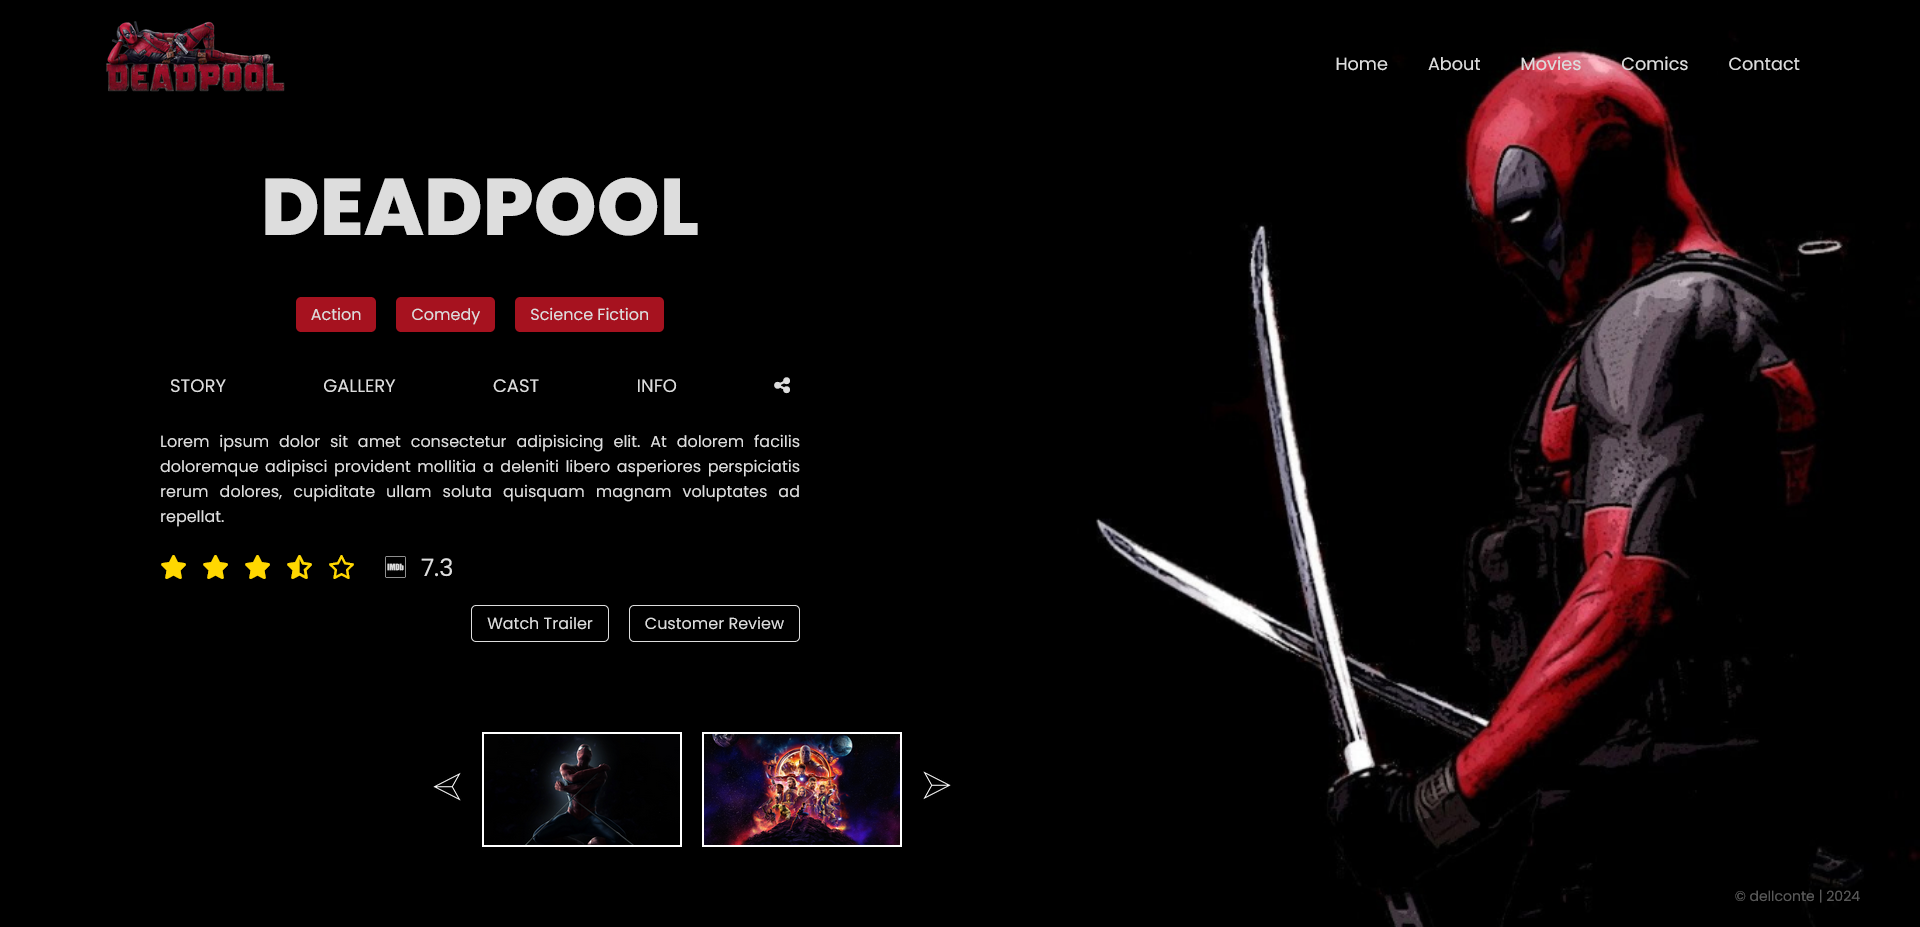 DEADPOOL
Home About Movies Comics Contact
DEADPOOL
Action Comedy Science Fiction
STORY GALLERY CAST INFO
Lorem ipsum dolor sit amet consectetur adipisicing elit. At dolorem facilis
doloremque adipisci provident mollitia a deleniti libero asperiores perspiciatis
rerum dolores, cupiditate ullam soluta quisquam magnam voluptates ad
repellat.
IMDb 7.3
Watch Trailer Customer Review
© dellconte | 2024